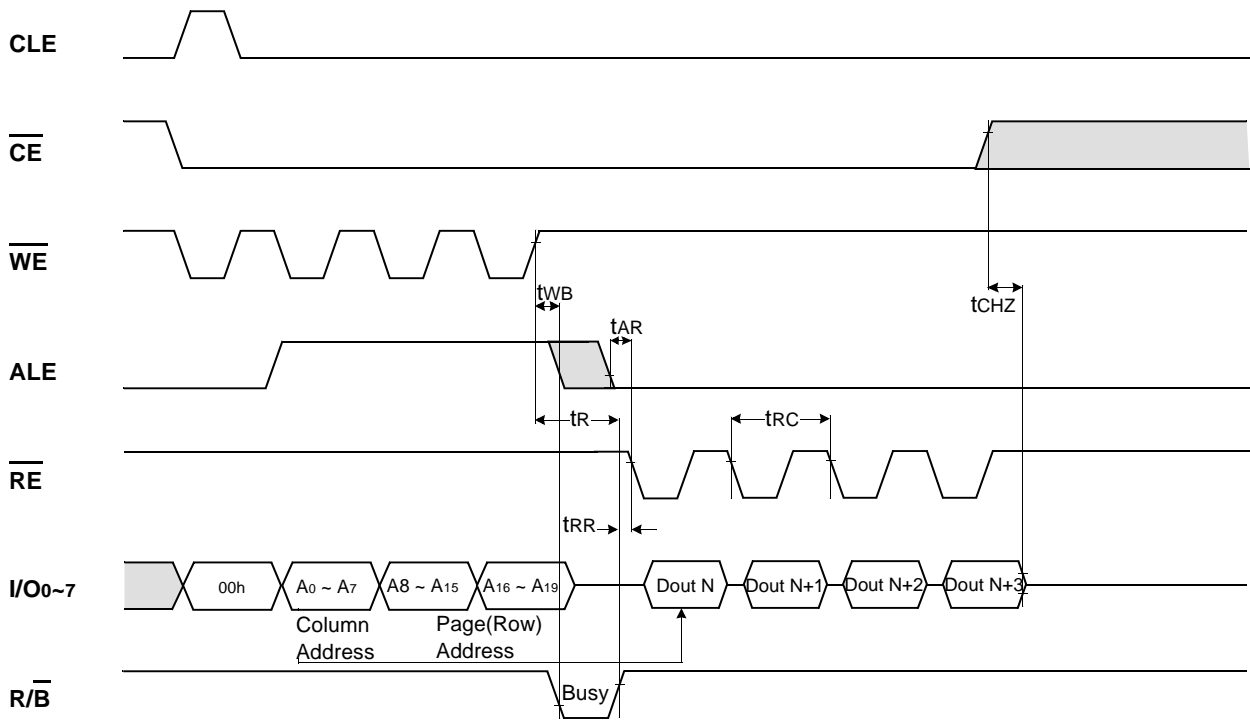 CLE
CE
WE
tWB
tCHZ
tAR
ALE
tR
tRC
RE
tRR
I/O0~7
00h
A0 ~ A7
A8 ~ A15
A16 ~ A19
Dout N
Dout N+1
Dout N+2
Dout N+3
Column
Address
Page(Row)
Address
R/B
Busy